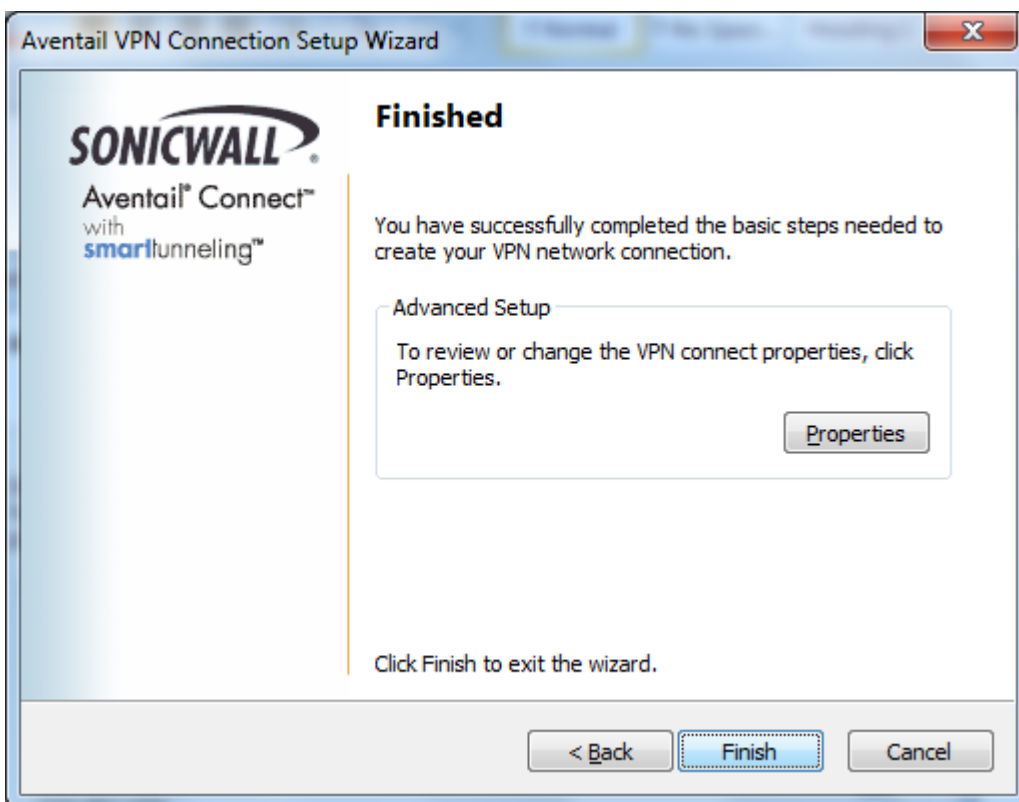 Aventail VPN Connection Setup Wizard
SONICWALL
Aventail® Connect™
with
smarttunneling™
Finished
You have successfully completed the basic steps needed to
create your VPN network connection.
Advanced Setup
To review or change the VPN connect properties, click
Properties.
Properties
Click Finish to exit the wizard.
< Back
Finish
Cancel